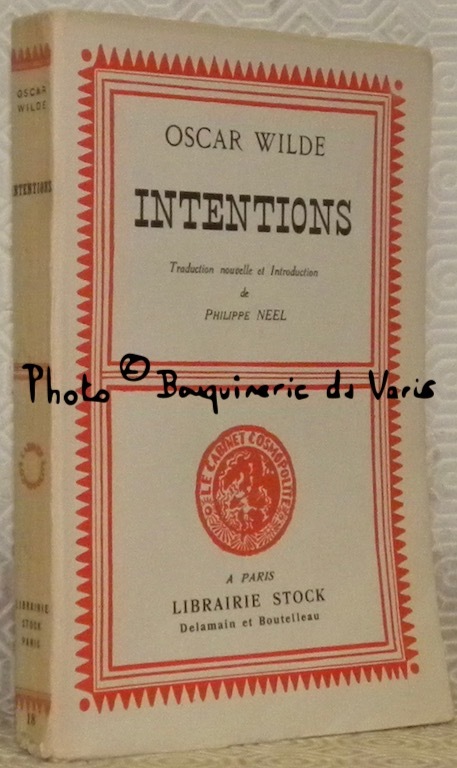 OSCAR
WILDE
INTENTIONS
LIBRAIRIE
STOCK
PARIS
18
OSCAR WILDE
INTENTIONS
Traduction nouvelle et Introduction
de
PHILIPPE NEEL
Photo © Bouquinerie du Varis
LE CABINET COSMOPOLITE
A PARIS
LIBRAIRIE STOCK
Delamain et Boutelleau